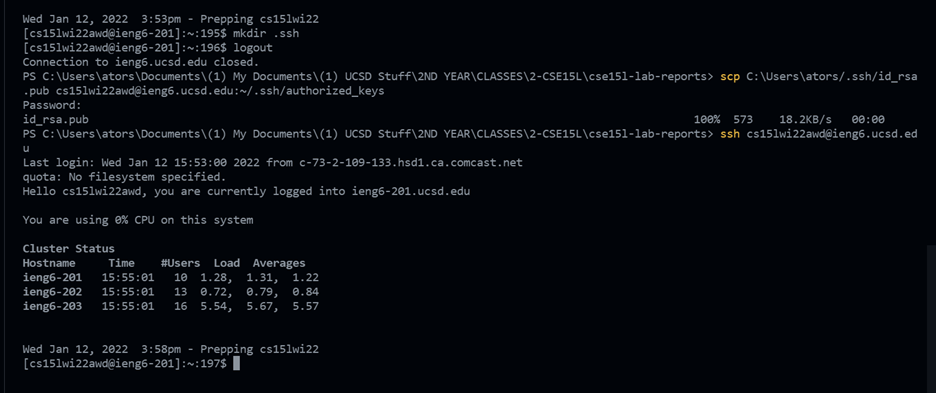 Wed Jan 12, 2022  3:53pm - Prepping cs15lwi22
[cs15lwi22awd@ieng6-201]:~:195$ mkdir .ssh
[cs15lwi22awd@ieng6-201]:~:196$ logout
Connection to ieng6.ucsd.edu closed.
PS C:\Users\ators\Documents\(1) My Documents\(1) UCSD Stuff\2ND YEAR\CLASSES\2-CSE15L\cse15l-lab-reports> scp C:\Users\ators/.ssh/id_rsa
.pub cs15lwi22awd@ieng6.ucsd.edu:~/.ssh/authorized_keys
Password:
id_rsa.pub                                                                                100%  573    18.2KB/s   00:00
PS C:\Users\ators\Documents\(1) My Documents\(1) UCSD Stuff\2ND YEAR\CLASSES\2-CSE15L\cse15l-lab-reports> ssh cs15lwi22awd@ieng6.ucsd.ed
u
Last login: Wed Jan 12 15:53:00 2022 from c-73-2-109-133.hsd1.ca.comcast.net
quota: No filesystem specified.
Hello cs15lwi22awd, you are currently logged into ieng6-201.ucsd.edu

You are using 0% CPU on this system

Cluster Status
Hostname     Time    #Users  Load  Averages
ieng6-201   15:55:01   10  1.28,  1.31,  1.22
ieng6-202   15:55:01   13  0.72,  0.79,  0.84
ieng6-203   15:55:01   16  5.54,  5.67,  5.57

Wed Jan 12, 2022  3:58pm - Prepping cs15lwi22
[cs15lwi22awd@ieng6-201]:~:197$